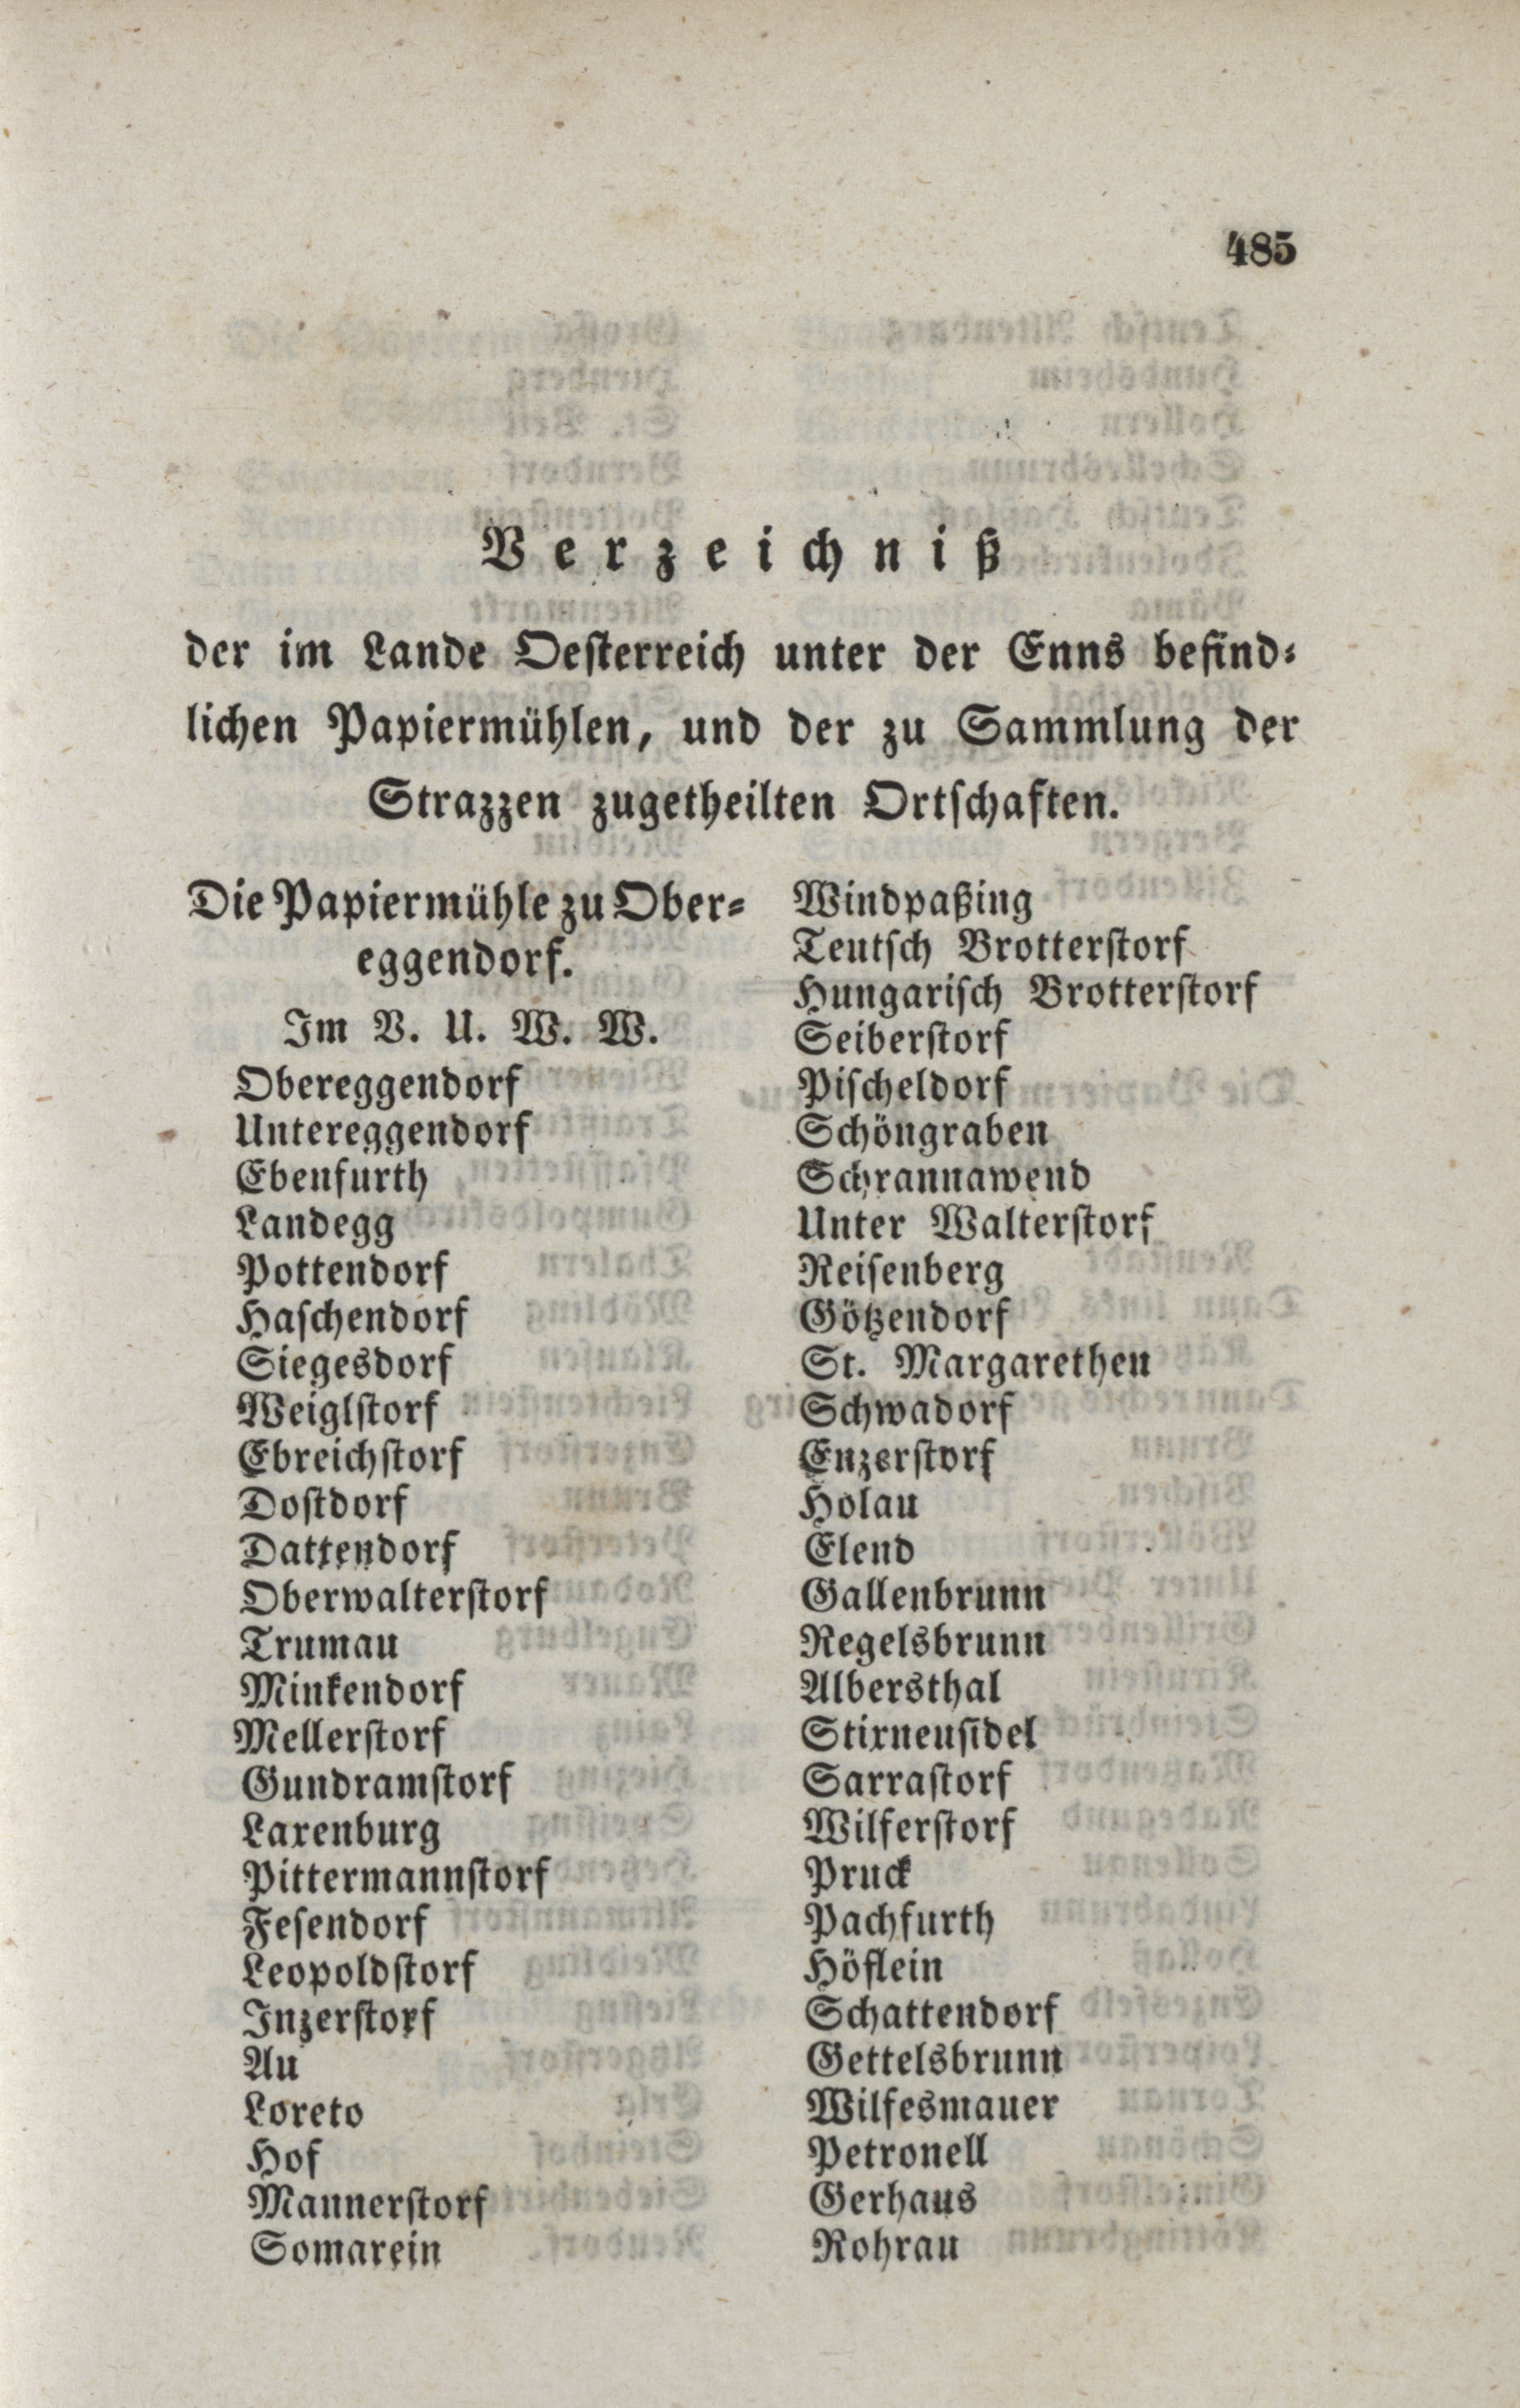 485
Verzeichniß
der im Lande Oesterreich unter der Enns befind-
lichen Papiermühlen, und der zu Sammlung der
Strazzen zugetheilten Ortschaften.
Die Papiermühle zu Ober-
eggendorf.
Im V. U. W. W.
Obereggendorf
Untereggendorf
Ebenfurth
Landegg
Pottendorf
Haschendorf
Siegesdorf
Weiglstorf
Ebreichstorf
Dostdorf
Dattendorf
Oberwalterstorf
Trumau
Minkendorf
Mellerstorf
Gundramstorf
Laxenburg
Pittermannstorf
Fesendorf
Leopoldstorf
Inzerstorf
Au
Loreto
Hof
Mannerstorf
Somarein
Windpaßing
Teutsch Brotterstorf
Hungarisch Brotterstorf
Seiberstorf
Pischeldorf
Schöngraben
Schrannawend
Unter Walterstorf
Reisenberg
Götzendorf
St. Margarethen
Schwadorf
Enzerstorf
Holau
Elend
Gallenbrunn
Regelsbrunn
Albersthal
Stixneusidel
Sarrastorf
Wilferstorf
Pruck
Pachfurth
Höflein
Schattendorf
Gettelsbrunn
Wilfesmauer
Petronell
Gerhaus
Rohrau